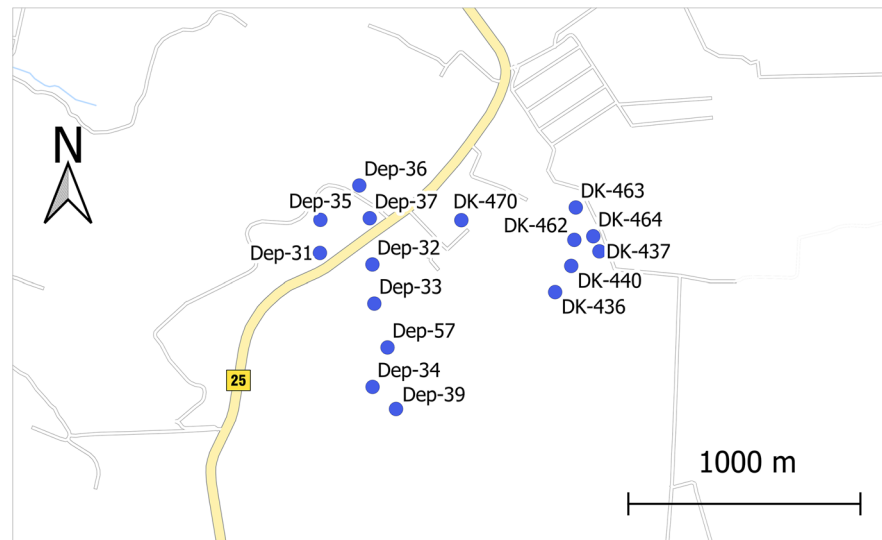 N
Dep-36
DK-463
Dep-35
Dep-37
DK-470
DK-464
DK-462
Dep-31
Dep-32
DK-437
DK-440
Dep-33
DK-436
Dep-57
Dep-34
25
Dep-39
1000 m